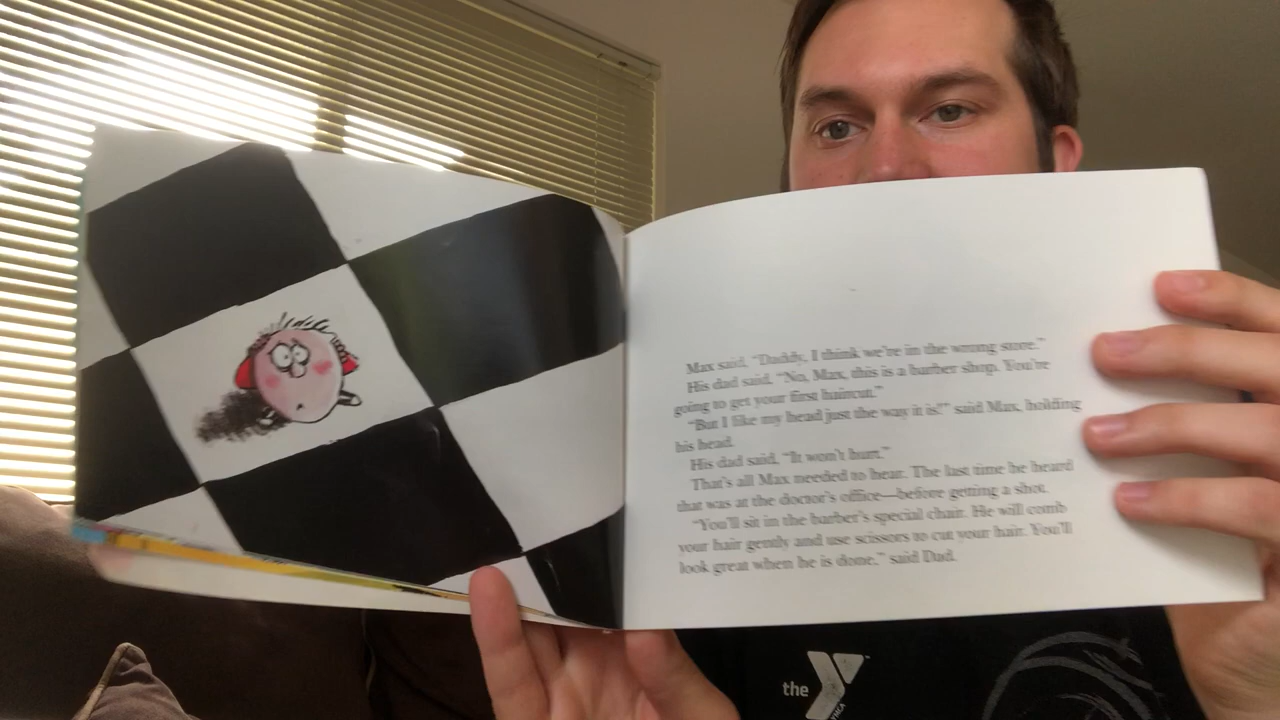 Max said, "Daddy, I think we're in the wrong store."
His dad said, "No, Max, this is a barber shop. You're
going to get your first haircut."
"But I like my head just the way it is!" said Max, holding
his head.
His dad said, "It won't hurt."
That's all Max needed to hear. The last time he heard
that was at the doctor's office—before getting a shot.
"You'll sit in the barber's special chair. He will comb
your hair gently and use scissors to cut your hair. You'll
look great when he is done," said Dad.
the Y
YMCA